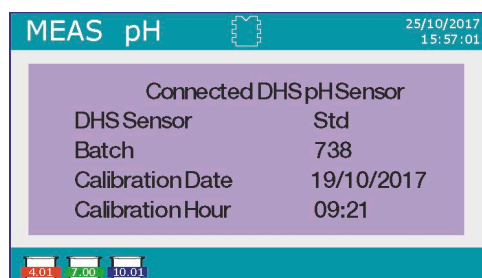 MEAS pH
25/10/2017
15:57:01
Connected DHS pH Sensor
DHS Sensor Std
Batch 738
Calibration Date 19/10/2017
Calibration Hour 09:21
4.01 7.00 10.01